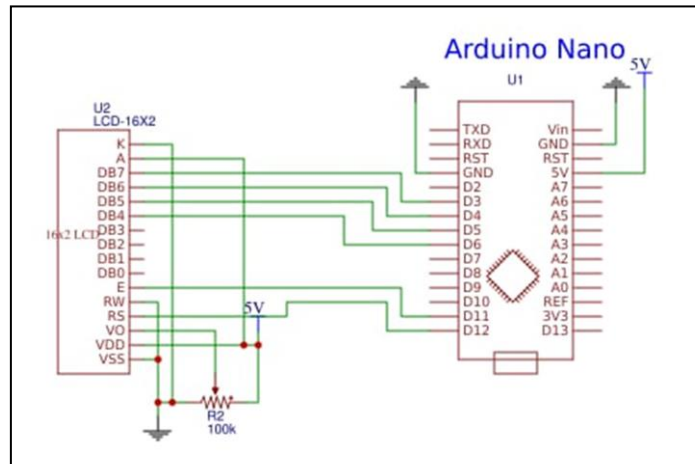 Arduino Nano
5V
U1
U2
LCD-16X2
K
A
DB7
DB6
DB5
DB4
DB3
16x2 LCD
DB2
DB1
DB0
E
RW
RS
VO
VDD
VSS
5V
R2
100k
TXD
RXD
RST
GND
D2
D3
D4
D5
D6
D7
D8
D9
D10
D11
D12
Vin
GND
RST
5V
A7
A6
A5
A4
A3
A2
A1
A0
REF
3V3
D13